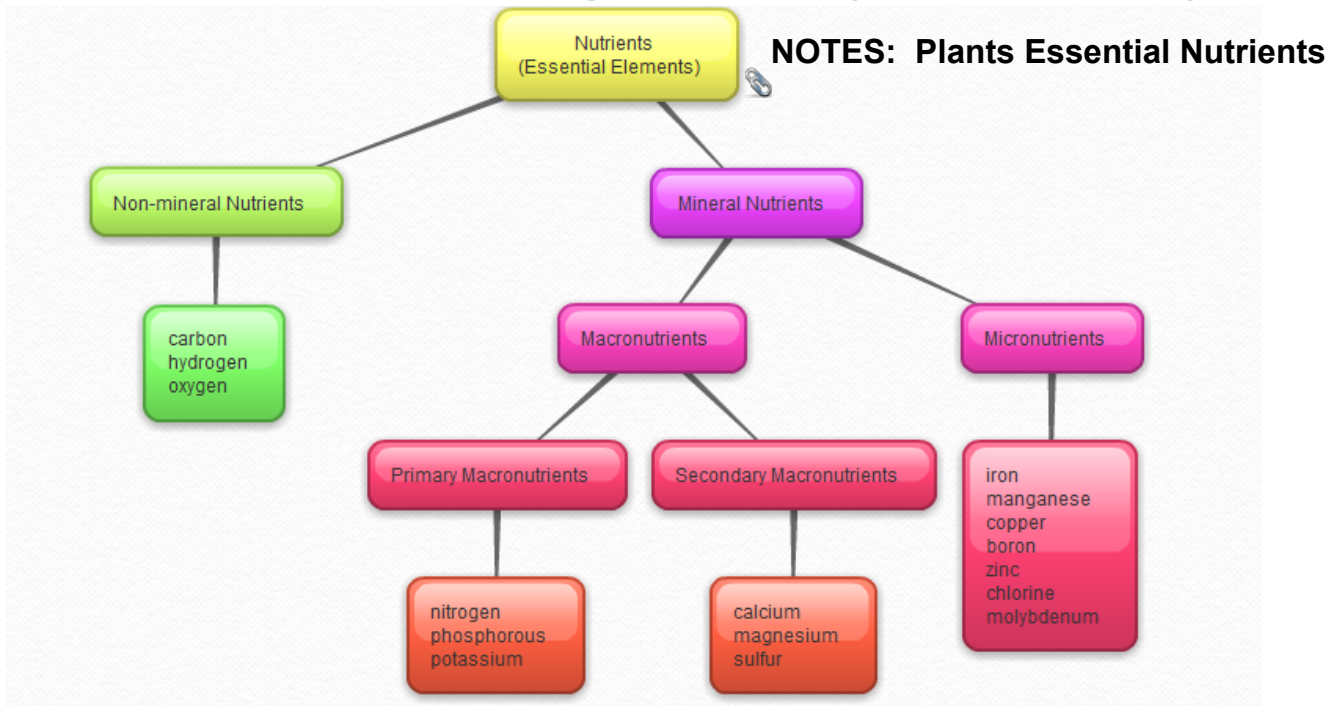 Nutrients
(Essential Elements)
NOTES:  Plants Essential Nutrients
Non-mineral Nutrients
Mineral Nutrients
carbon
hydrogen
oxygen
Macronutrients
Micronutrients
Primary Macronutrients
Secondary Macronutrients
iron
manganese
copper
boron
zinc
chlorine
molybdenum
nitrogen
phosphorous
potassium
calcium
magnesium
sulfur